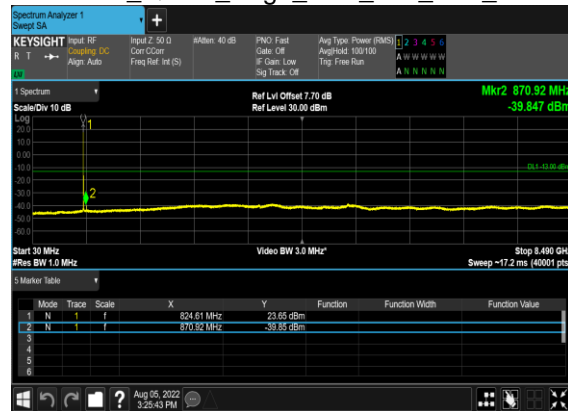 Spectrum Analyzer 1
Swept SA
+
KEYSIGHT Input: RF Input Z: 50 Ω #Atten: 40 dB PNO: Fast Avg Type: Power (RMS) 1 2 3 4 5 6
R T Coupling: DC Corr CCorr Gate: Off Avg|Hold: 100/100 A W W W W W
Align: Auto Freq Ref: Int (S) IF Gain: Low Trig: Free Run
LW Sig Track: Off A N N N N N
1 Spectrum Ref Lvl Offset 7.70 dB Mkr2 870.92 MHz
Scale/Div 10 dB Ref Level 30.00 dBm -39.847 dBm
Log
1
20.0
10.0
0.00
-10.0
DL1 -13.00 dBm
-20.0
-30.0
2
-40.0
-50.0
-60.0
Start 30 MHz Video BW 3.0 MHz* Stop 8.490 GHz
#Res BW 1.0 MHz Sweep ~17.2 ms (40001 pts)
5 Marker Table
Mode Trace Scale X Y Function Function Width Function Value
1 N 1 f 824.61 MHz 23.65 dBm
2 N 1 f 870.92 MHz -39.85 dBm
3
4
5
6
? Aug 05, 2022
3:25:43 PM